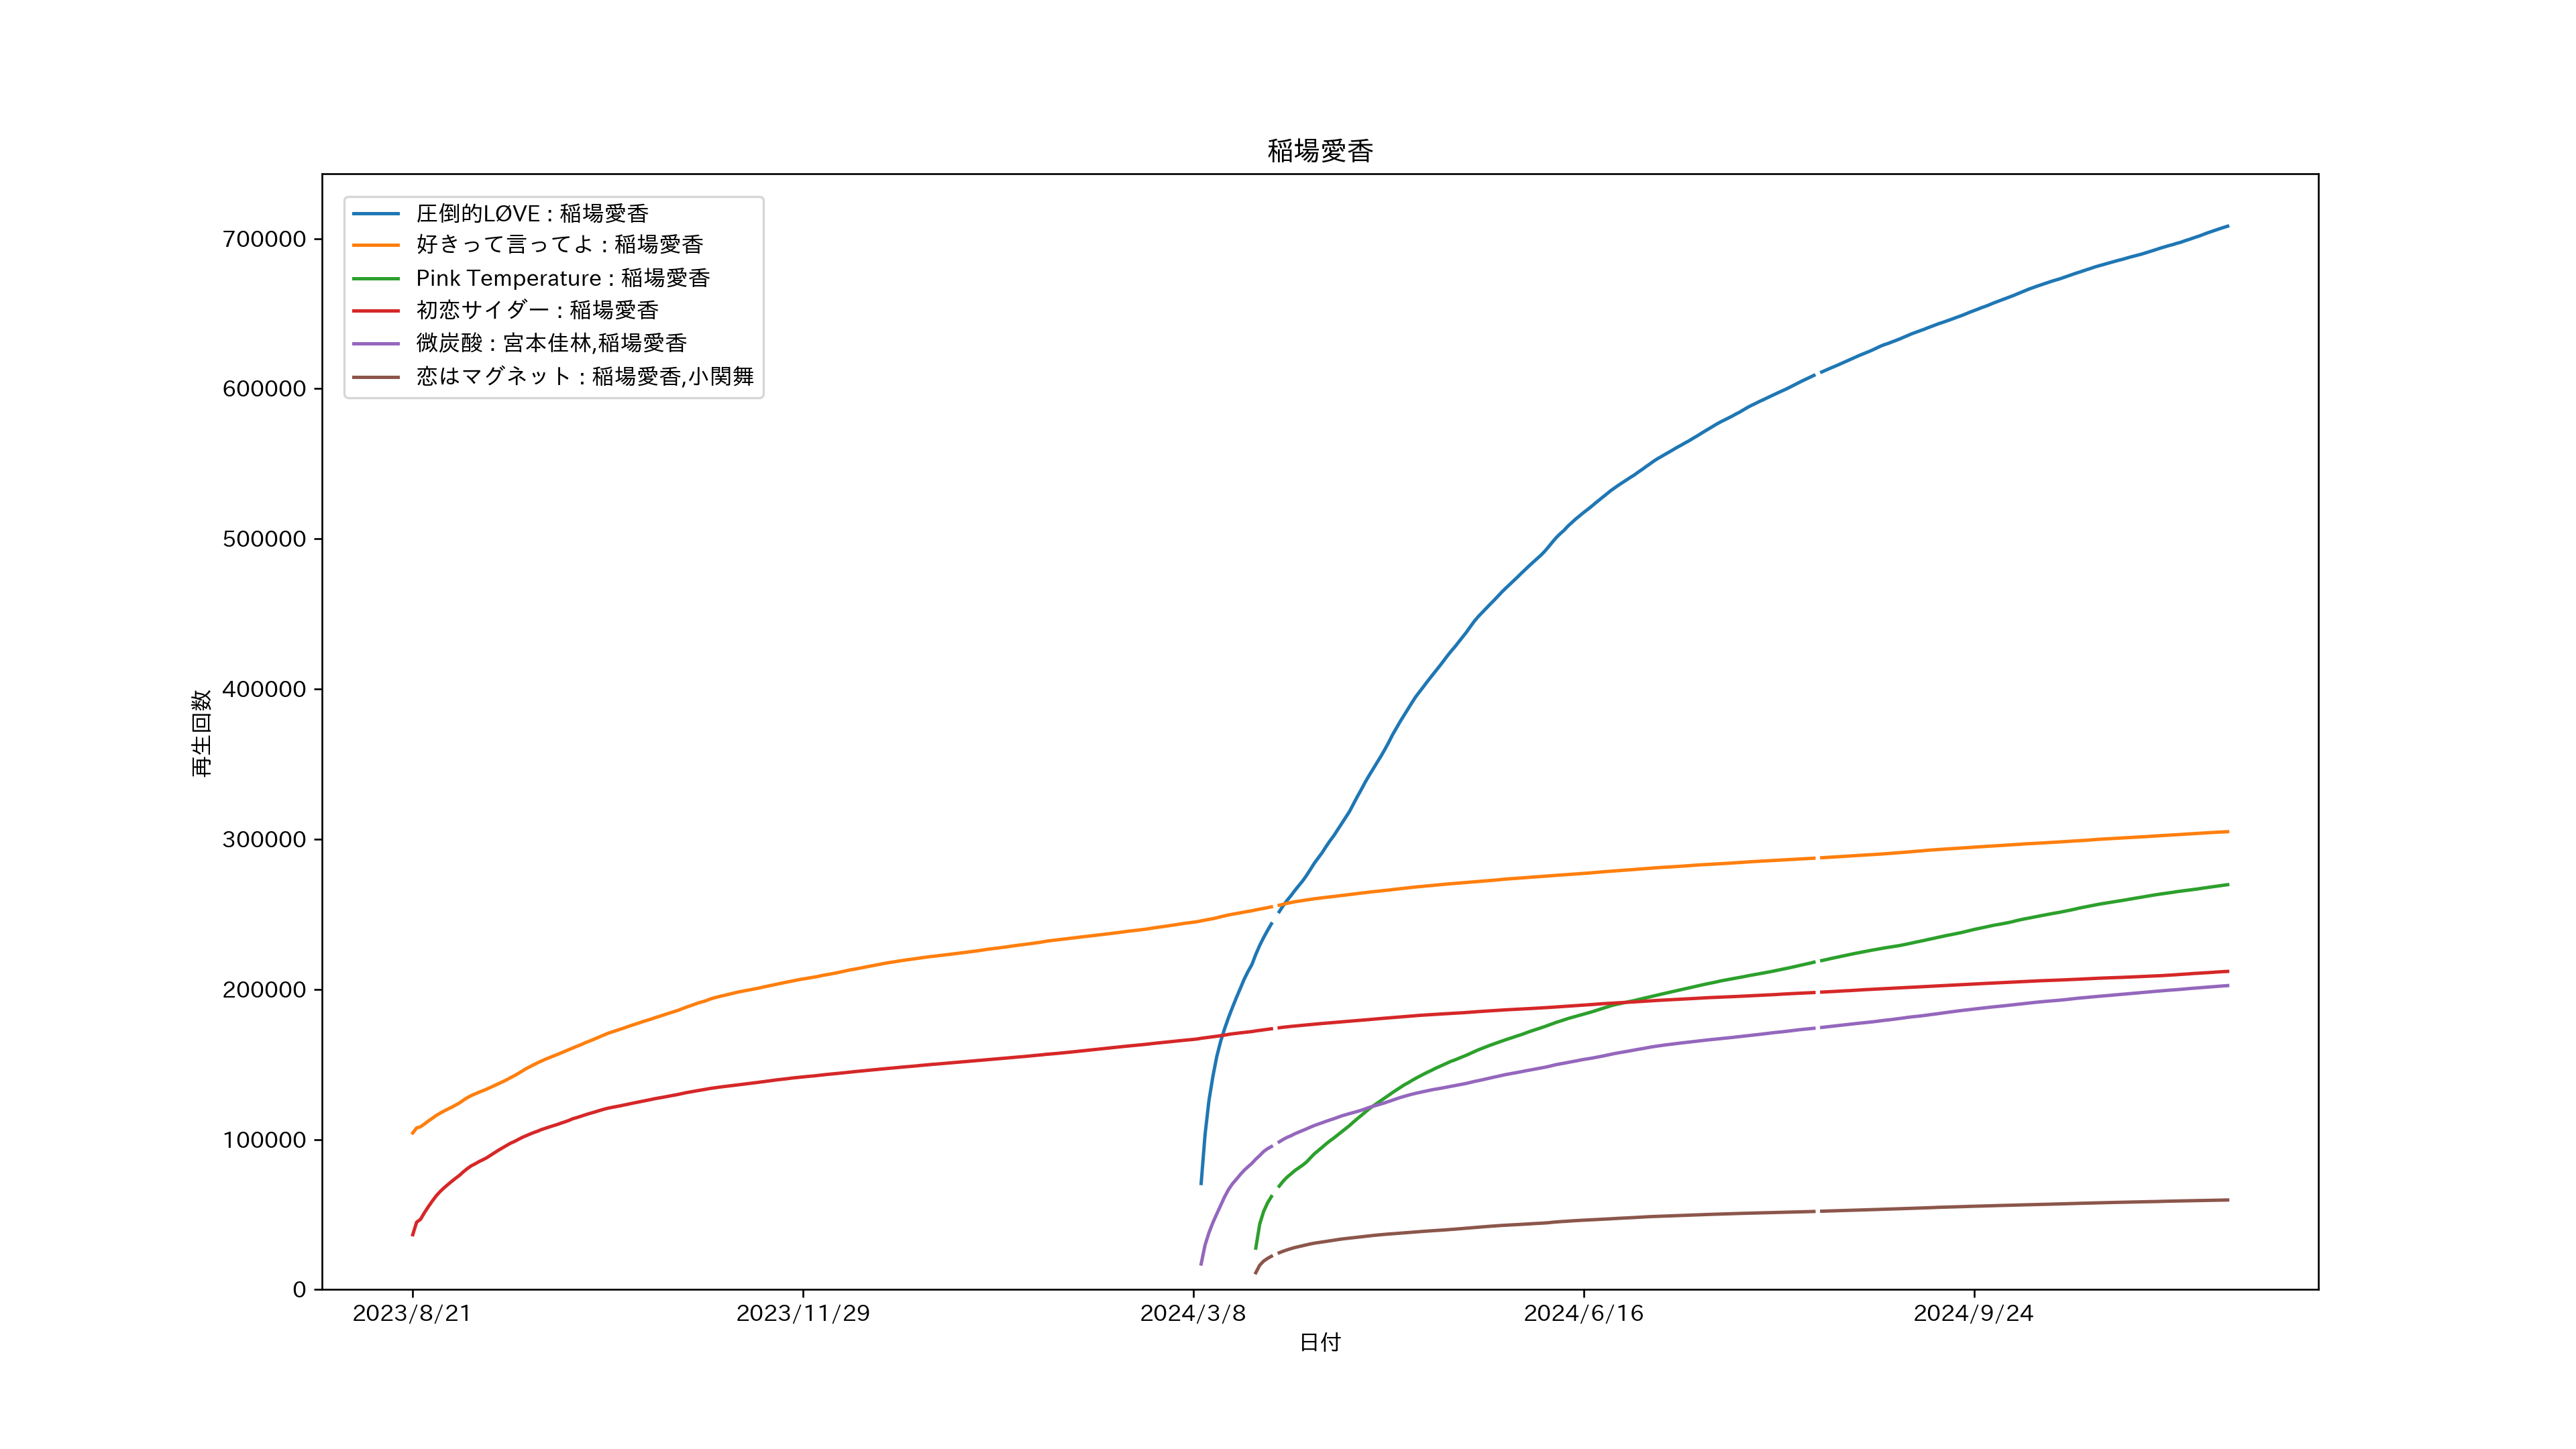 稲場愛香
圧倒的LØVE : 稲場愛香
好きって言ってよ : 稲場愛香
Pink Temperature : 稲場愛香
初恋サイダー : 稲場愛香
微炭酸 : 宮本佳林,稲場愛香
恋はマグネット : 稲場愛香,小関舞
700000
600000
500000
400000
300000
200000
100000
0
再生回数
2023/8/21
2023/11/29
2024/3/8
2024/6/16
2024/9/24
日付